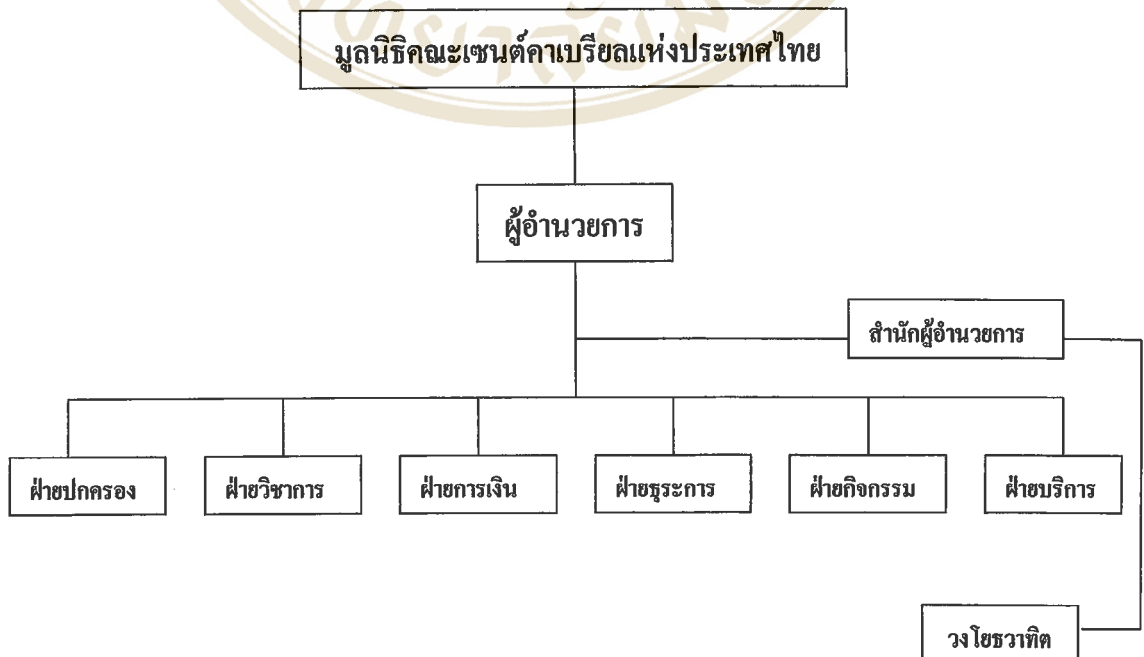 มูลนิธิคณะเซนต์คาเบรียลแห่งประเทศไทย
ผู้อำนวยการ
สำนักผู้อำนวยการ
ฝ่ายปกครอง
ฝ่ายวิชาการ
ฝ่ายการเงิน
ฝ่ายธุระการ
ฝ่ายกิจกรรม
ฝ่ายบริการ
วงโยธวาทิต